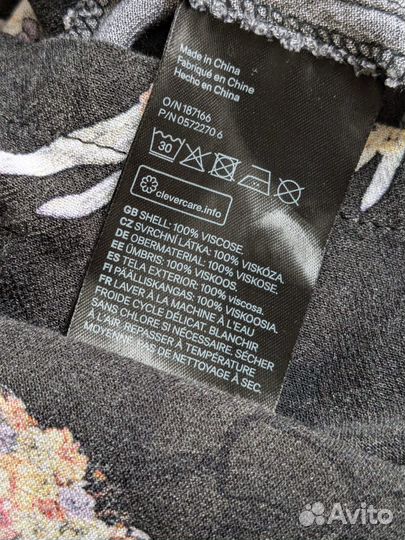 Made in China
Fabriqué en Chine
Hecho en China
O/N 187166
P/N 0572270 6
30
clevercare.info
GB SHELL: 100% VISCOSE.
CZ SVRCHNÍ LÁTKA: 100% VISKÓZA.
DE OBERMATERIAL: 100% VISKOSE.
EE ÜMBRIS: 100% VISKOOS.
ES TELA EXTERIOR: 100% viscosa.
FI PÄÄLLISKANGAS: 100% VISKOOSIA.
FR LAVER À LA MACHINE À L'EAU
FROIDE CYCLE DÉLICAT, BLANCHIR
SANS CHLORE SI NÉCESSAIRE, SÉCHER
À L'AIR, REPASSER À TEMPÉRATURE
MOYENNE DE NETTOYAGE À SEC.
Avito